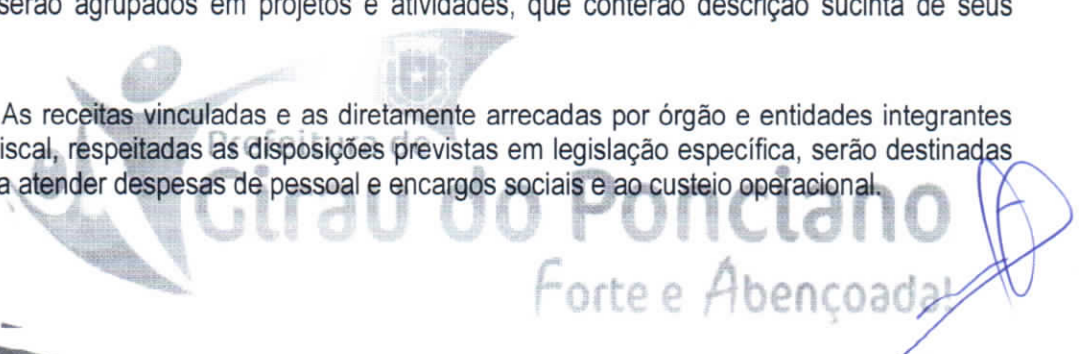 serão agrupados em projetos e atividades, que conterão descrição sucinta de seus
As receitas vinculadas e as diretamente arrecadas por órgão e entidades integrantes
iscal, respeitadas as disposições previstas em legislação específica, serão destinadas
a atender despesas de pessoal e encargos sociais e ao custeio operacional.
Prefeitura de
Girau do Ponciano
Forte e Abençoada!